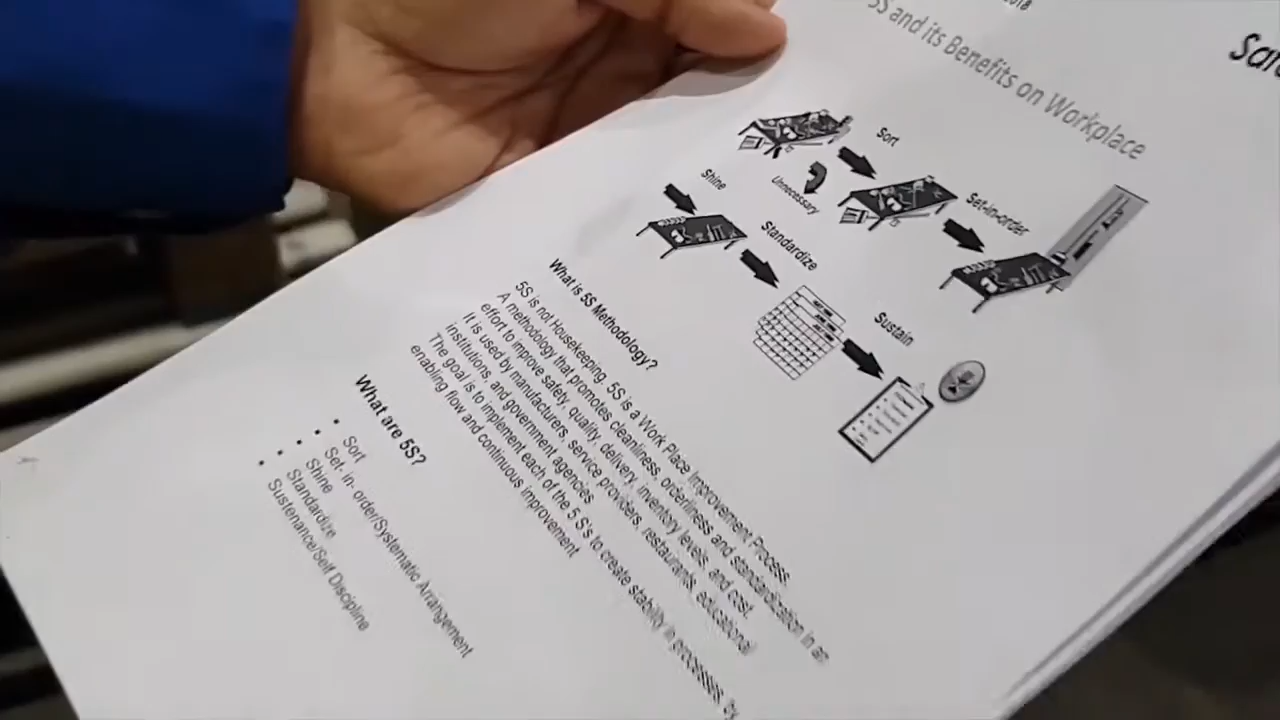 2018
Safe
5S and its Benefits on Workplace
Sort
Unnecessary
Set-in-order
Shine
Standardize
Sustain
What is 5S Methodology?
5S is not Housekeeping. 5S is a Work Place Improvement Process.
A methodology that promotes cleanliness, orderliness and standardization in an
effort to improve safety, quality, delivery, inventory levels, and cost.
It is used by manufacturers, service providers, restaurants, educational
institutions, and government agencies
The goal is to implement each of the 5 S's to create stability in processes, by
enabling flow and continuous improvement
What are 5S?
• Sort
• Set- in- order/Systematic Arrangement
• Shine
• Standardize
• Sustenance/Self Discipline